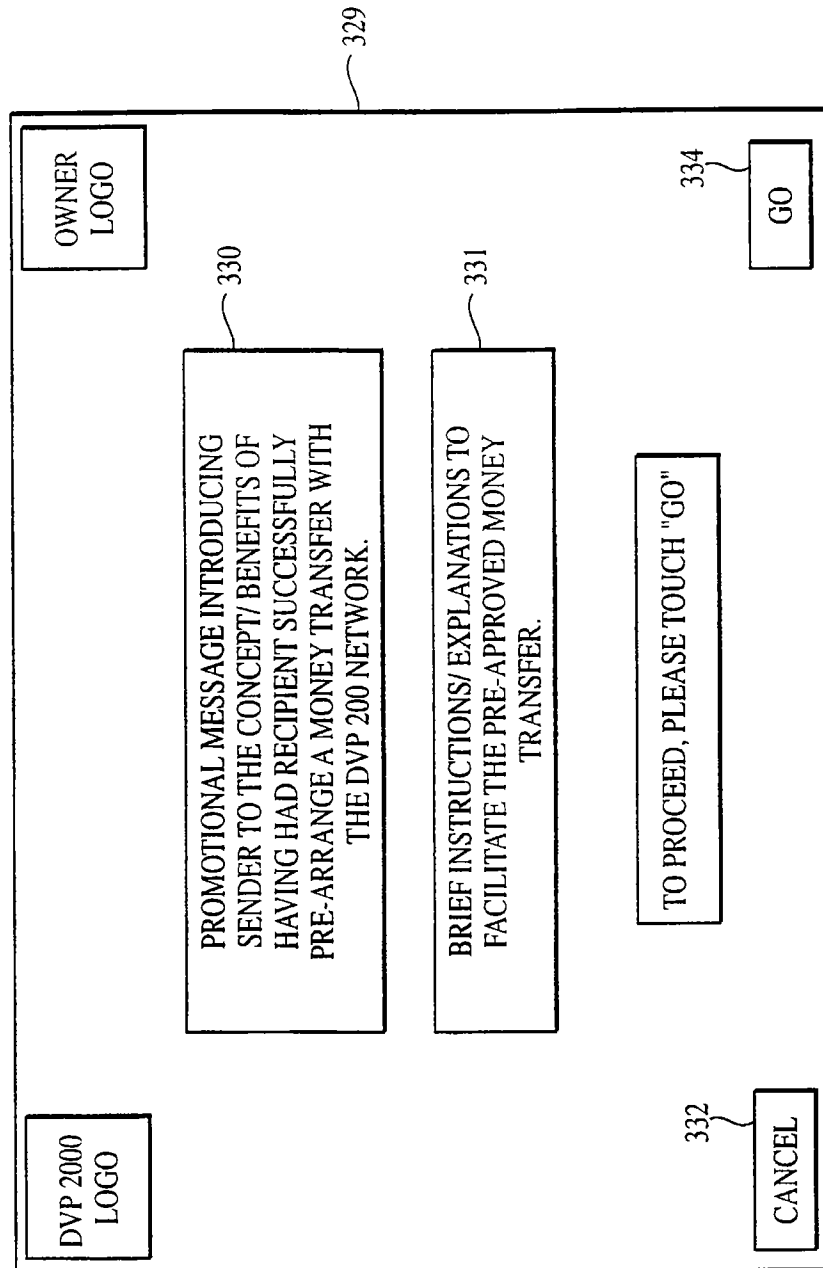 DVP 2000
LOGO
OWNER
LOGO
329
330
PROMOTIONAL MESSAGE INTRODUCING
SENDER TO THE CONCEPT/ BENEFITS OF
HAVING HAD RECIPIENT SUCCESSFULLY
PRE-ARRANGE A MONEY TRANSFER WITH
THE DVP 200 NETWORK.
331
BRIEF INSTRUCTIONS/ EXPLANATIONS TO
FACILITATE THE PRE-APPROVED MONEY
TRANSFER.
TO PROCEED, PLEASE TOUCH "GO"
332
CANCEL
334
GO